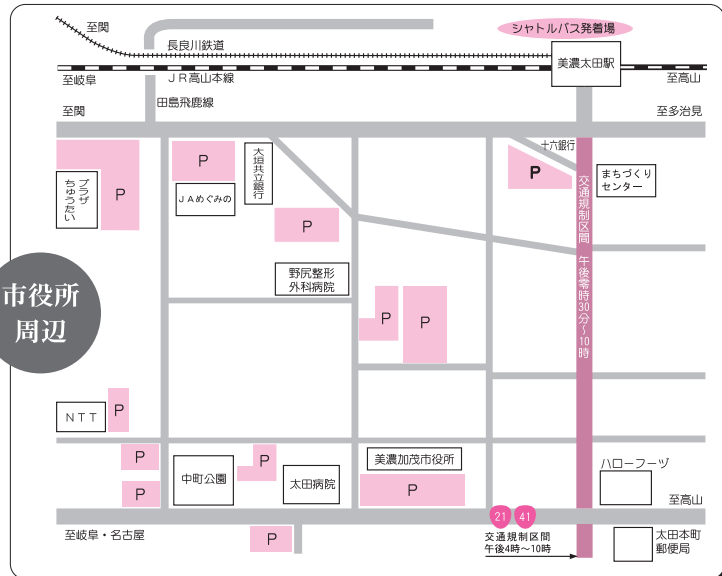 至関
長良川鉄道
シャトルバス発着場
美濃太田駅
至岐阜
JR高山本線
至高山
田島飛鹿線
至関
至多治見
十六銀行
P
P
大垣共立銀行
P
まちづくり
センター
プラザ
ちゅうたい
JAめぐみの
P
交通規制区間 午後零時30分〜10時
野尻整形
外科病院
市役所
周辺
P
P
NTT
P
P
P
美濃加茂市役所
ハローフーヅ
中町公園
太田病院
P
P
至高山
21
41
至岐阜・名古屋
P
交通規制区間
午後4時〜10時
太田本町
郵便局